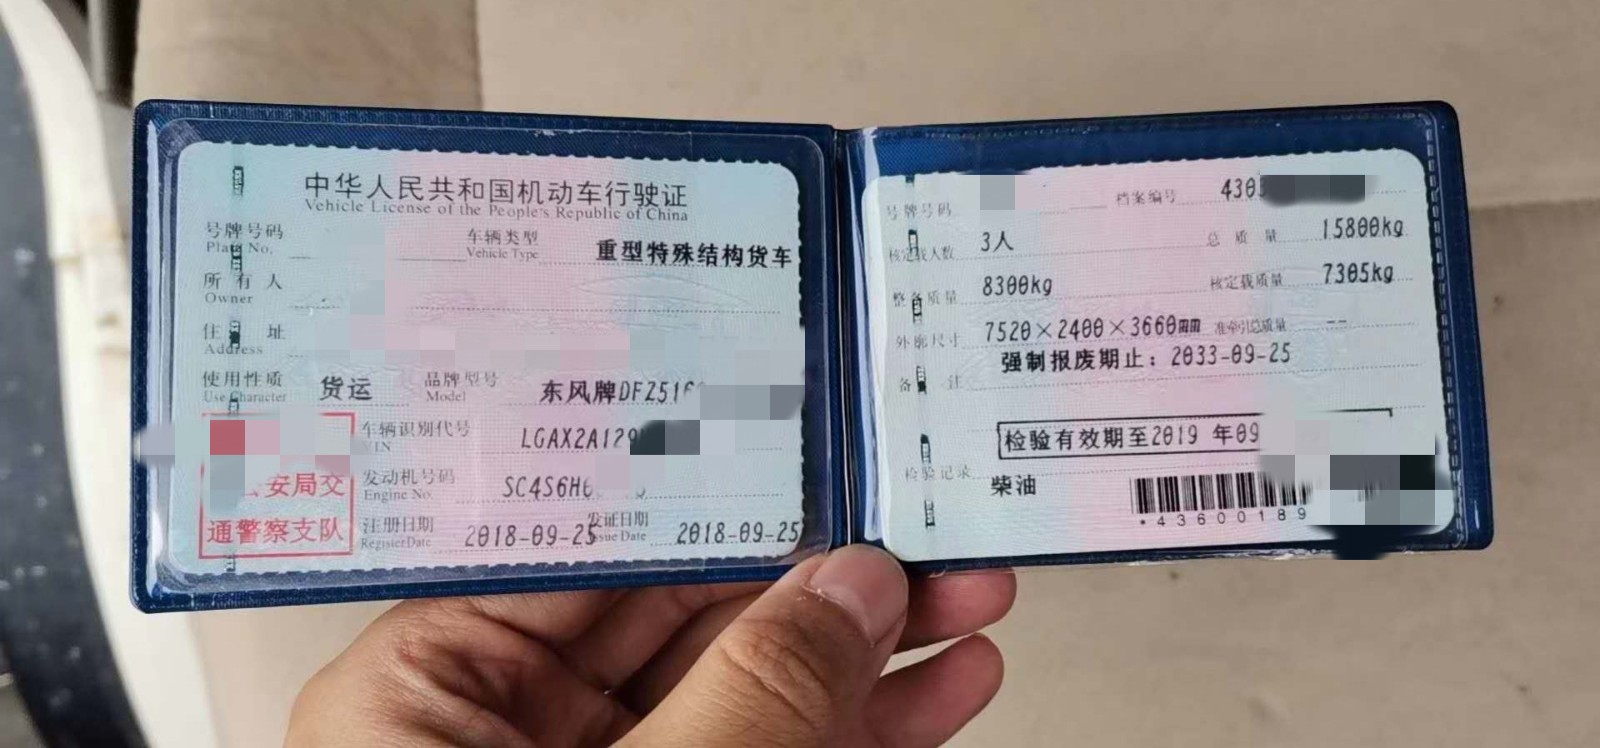 中华人民共和国机动车行驶证
Vehicle License of the People's Republic of China
号牌号码
Plate No.
车辆类型
Vehicle Type
重型特殊结构货车
所有人
Owner
住址
Address
使用性质
Use Character
货运
品牌型号
Model
东风牌DFZ516
车辆识别代号
VIN
LGAX2A129
安局交
通警察支队
发动机号码
Engine No.
SC4S6H
注册日期
Register Date
2018-09-25
发证日期
Issue Date
2018-09-25
号牌号码
档案编号
430
核定载人数
3人
总质量
15800kg
整备质量
8300kg
核定载质量
7305kg
外廓尺寸
7520×2400×3660mm
准牵引总质量
--
备注
强制报废期止：2033-09-25
检验有效期至2019 年09
检验记录
柴油
*43600189